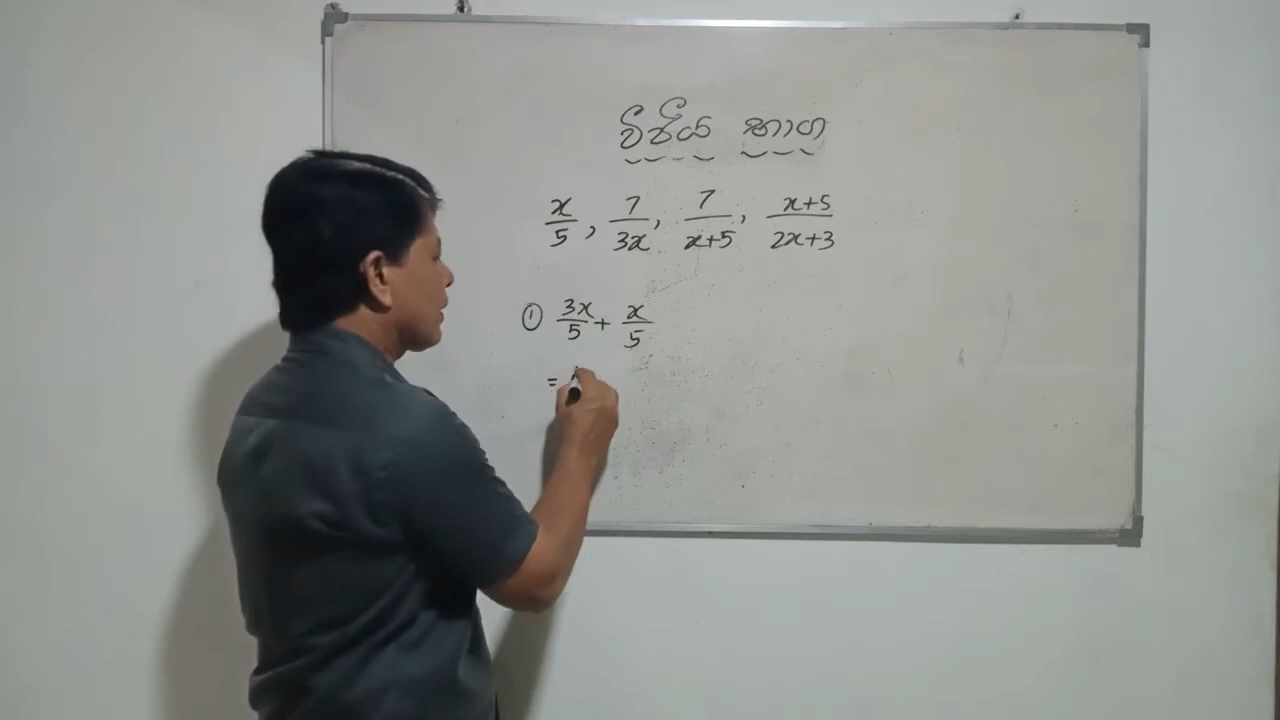 වීජීය භාග
x/5, 7/3x, 7/x+5, x+5/2x+3
① 3x/5 + x/5
=